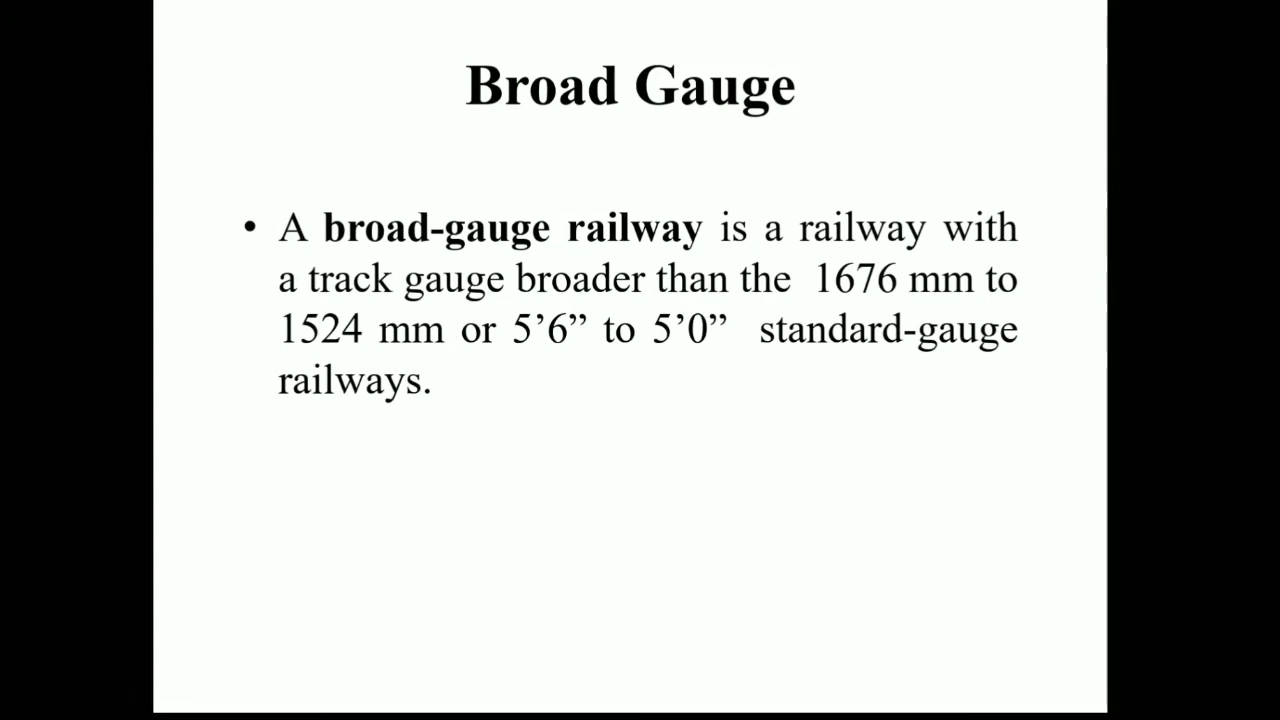 Broad Gauge
• A broad-gauge railway is a railway with
a track gauge broader than the 1676 mm to
1524 mm or 5’6” to 5’0” standard-gauge
railways.